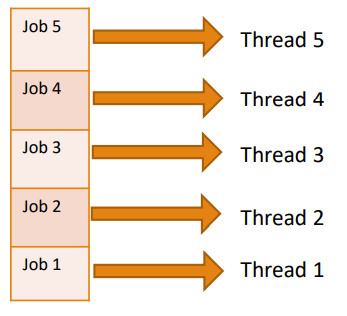 Job 5
Thread 5
Job 4
Thread 4
Job 3
Thread 3
Job 2
Thread 2
Job 1
Thread 1